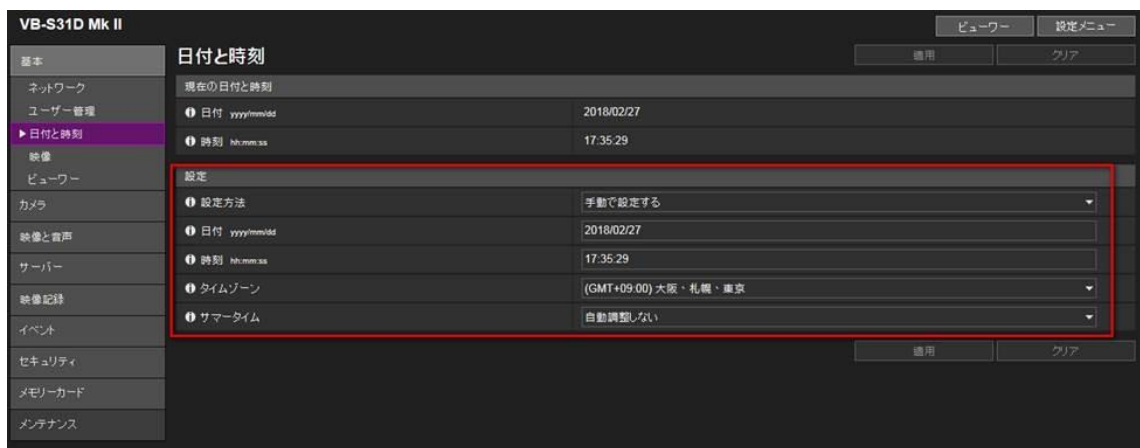 VB-S31D Mk II
ビューワー
設定メニュー
基本
ネットワーク
ユーザー管理
▶日付と時刻
映像
ビューワー
カメラ
映像と音声
サーバー
映像記録
イベント
セキュリティ
メモリーカード
メンテナンス
日付と時刻
適用 クリア
現在の日付と時刻
日付 yyyy/mm/dd 2018/02/27
時刻 hh:mm:ss 17:35:29
設定
設定方法 手動で設定する
日付 yyyy/mm/dd 2018/02/27
時刻 hh:mm:ss 17:35:29
タイムゾーン (GMT+09:00) 大阪、札幌、東京
サマータイム 自動調整しない
適用 クリア